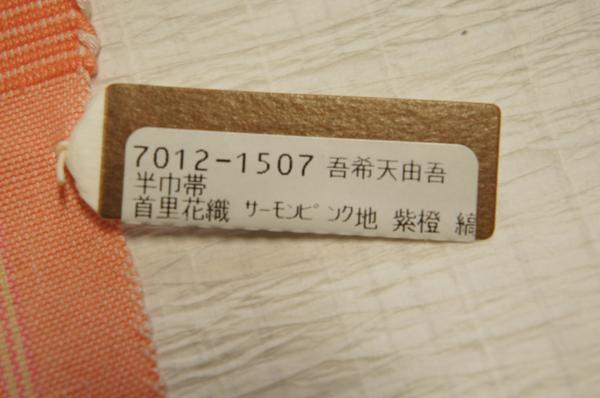 7012-1507 吾希天由吾
半巾帯
首里花織 サーモンピンク地 紫橙 縞